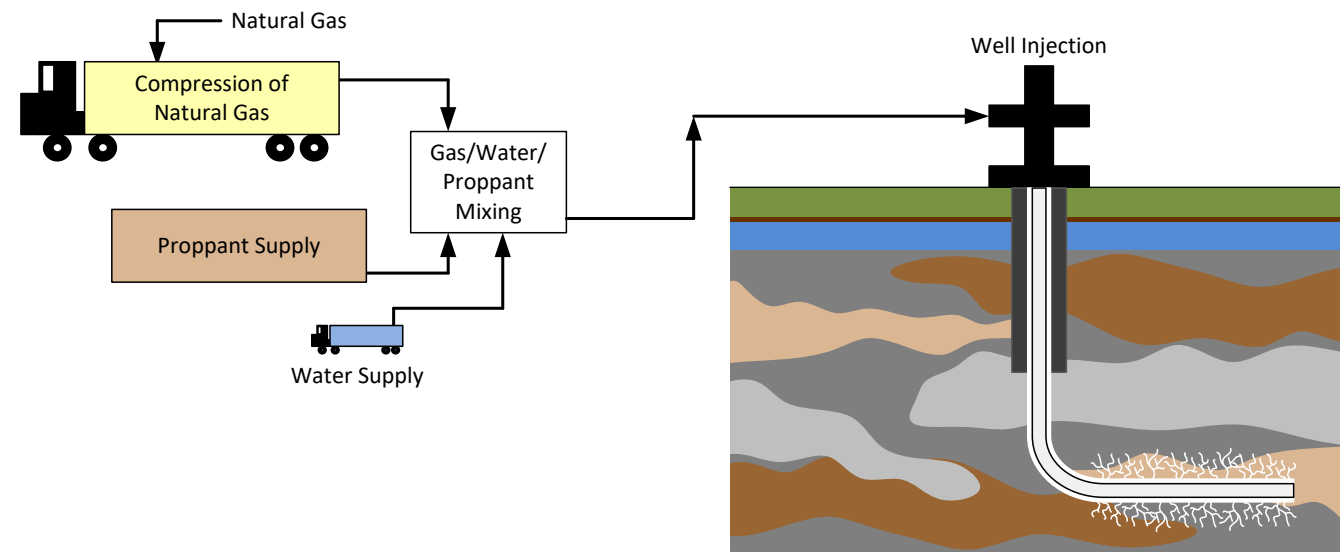 Natural Gas
Compression of
Natural Gas
Well Injection
Gas/Water/
Proppant
Mixing
Proppant Supply
Water Supply